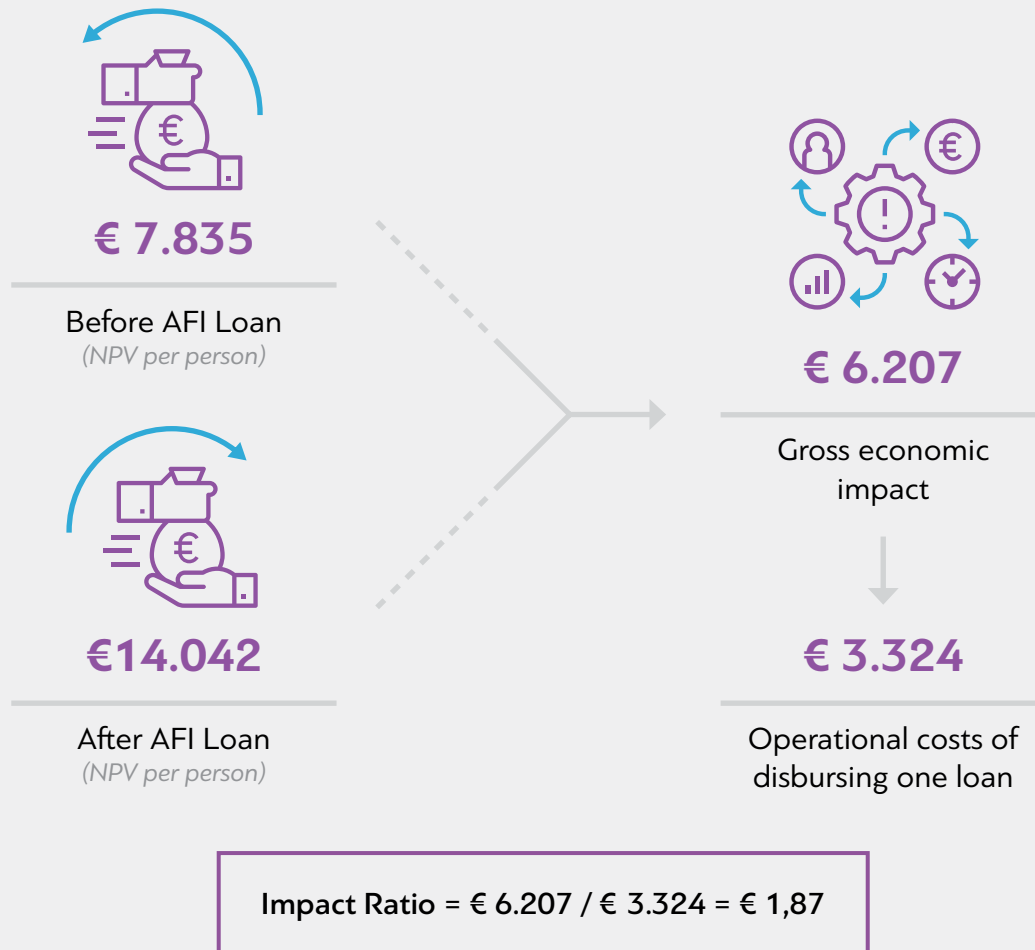 € 7.835
Before AFI Loan
(NPV per person)
€14.042
After AFI Loan
(NPV per person)
€ 6.207
Gross economic
impact
€ 3.324
Operational costs of
disbursing one loan
Impact Ratio = € 6.207 / € 3.324 = € 1,87